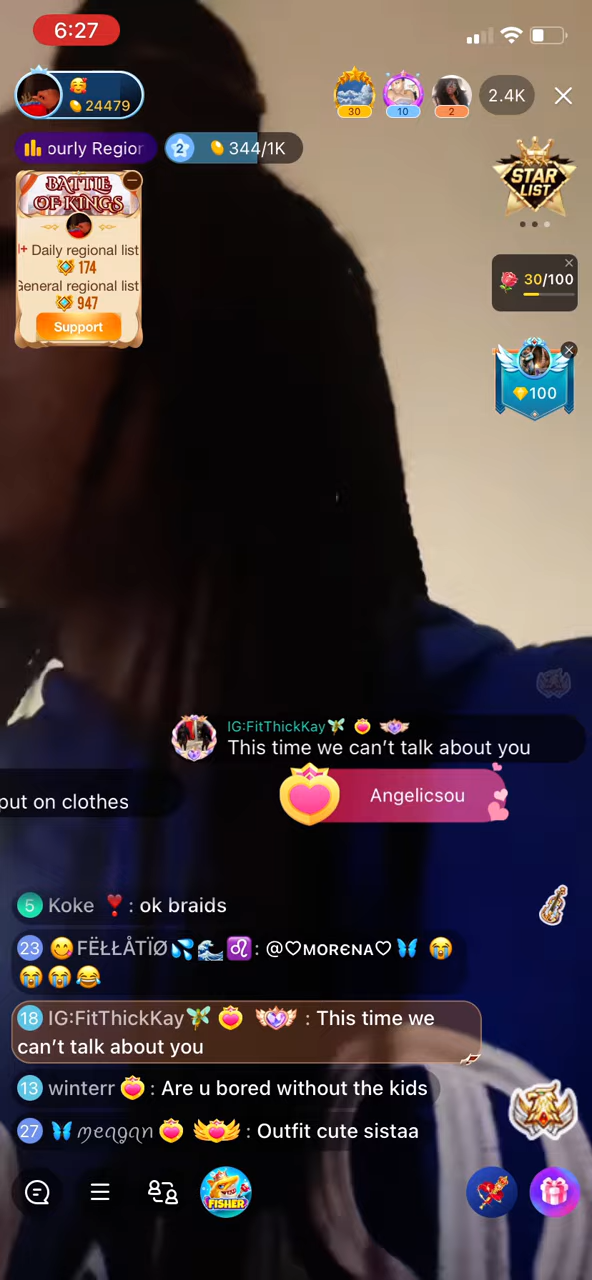 6:27
🥰
24479
30
10
2
2.4K
ourly Region
2
344/1K
STAR
LIST
BATTLE
OF KINGS
Daily regional list
174
General regional list
947
Support
30/100
100
IG:FitThickKay
This time we can’t talk about you
put on clothes
Angelicsou
5 Koke❣️: ok braids
23 😋FËŁŁÅTÏØ💦🌊♌: @♡ᴍᴏʀєɴᴀ♡🦋 😭
😭😭😂
18 IG:FitThickKay : This time we
can’t talk about you
13 winterr : Are u bored without the kids
27 🦋 ɱҽαɠαɳ : Outfit cute sistaa
FISHER